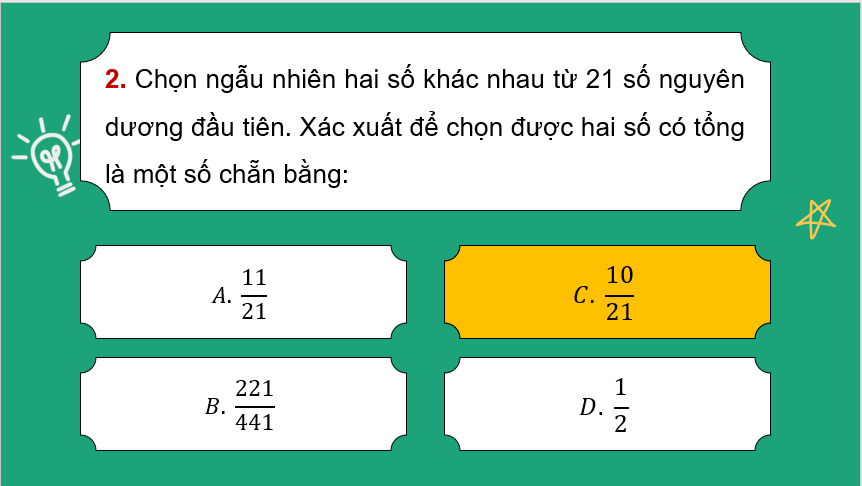 2. Chọn ngẫu nhiên hai số khác nhau từ 21 số nguyên
dương đầu tiên. Xác xuất để chọn được hai số có tổng
là một số chẵn bằng:
A. 11/21
C. 10/21
B. 221/441
D. 1/2